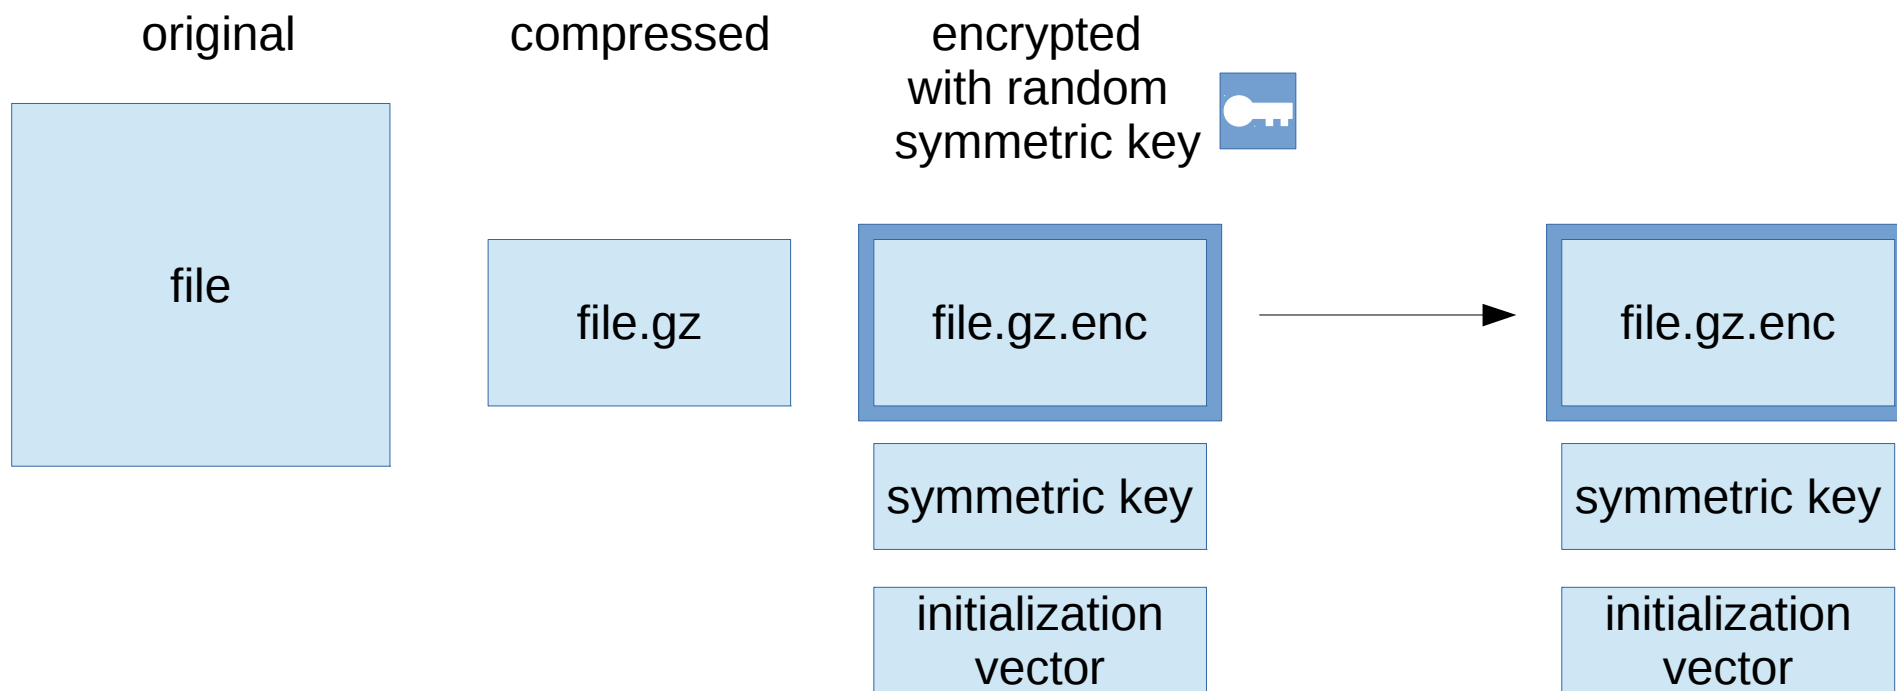 original
compressed
encrypted
with random
symmetric key
file
file.gz
file.gz.enc
file.gz.enc
symmetric key
symmetric key
initialization
vector
initialization
vector